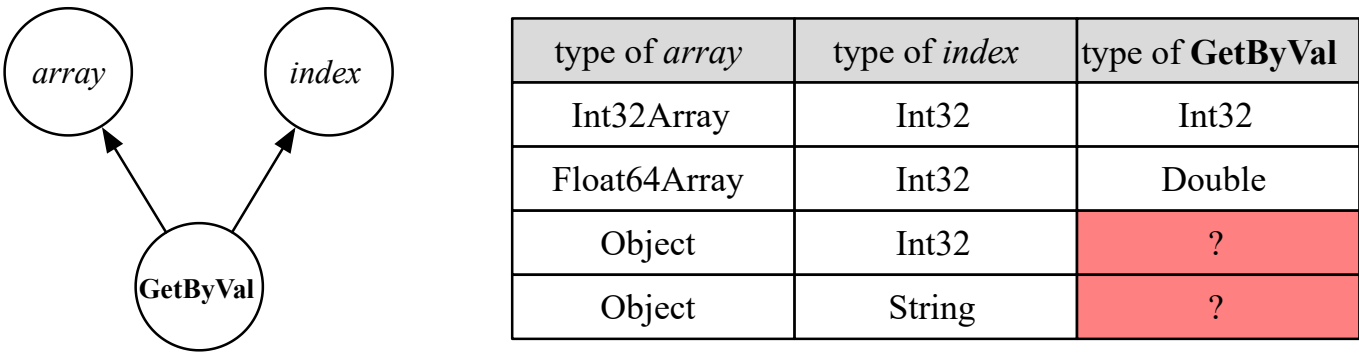 array
index
GetByVal
type of array type of index type of GetByVal
Int32Array Int32 Int32
Float64Array Int32 Double
Object Int32 ?
Object String ?